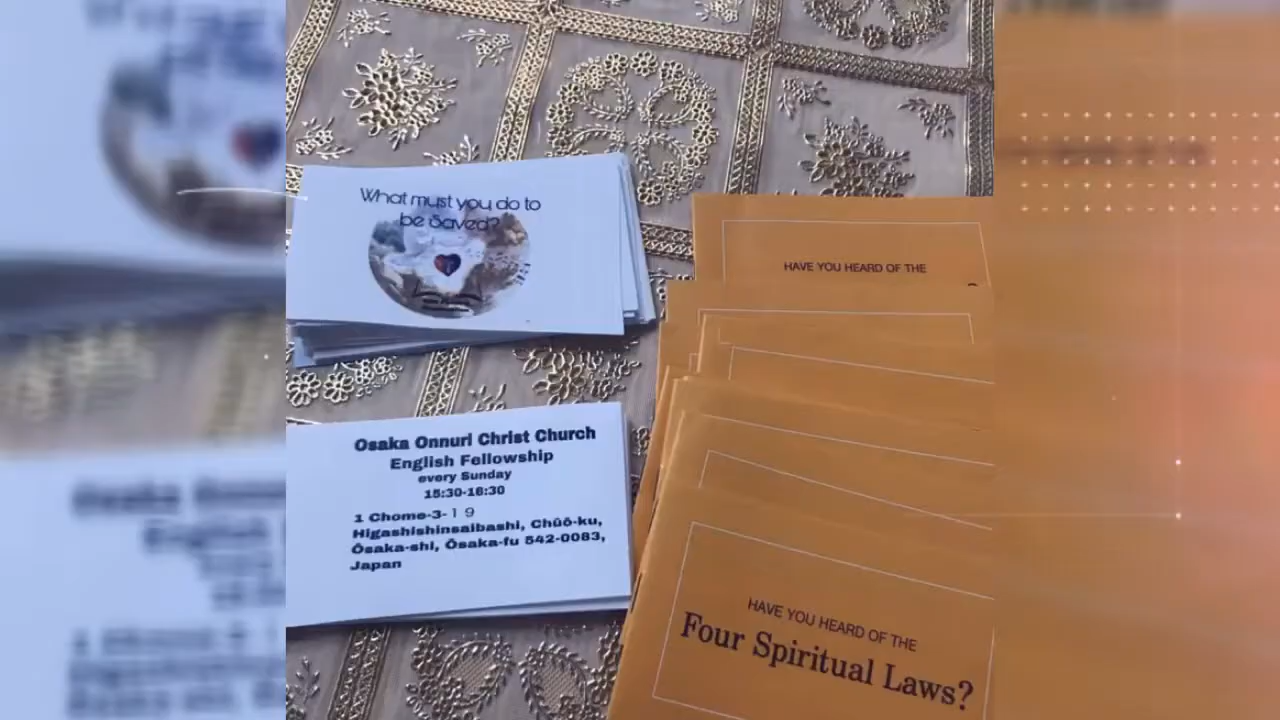 What must you do to
be Saved?
Osaka Onnuri Christ Church
English Fellowship
every Sunday
15:30-16:30
1 Chome-3-19
Higashishinsaibashi, Chūō-ku,
Ōsaka-shi, Ōsaka-fu 542-0083,
Japan
HAVE YOU HEARD OF THE
HAVE YOU HEARD OF THE
Four Spiritual Laws?